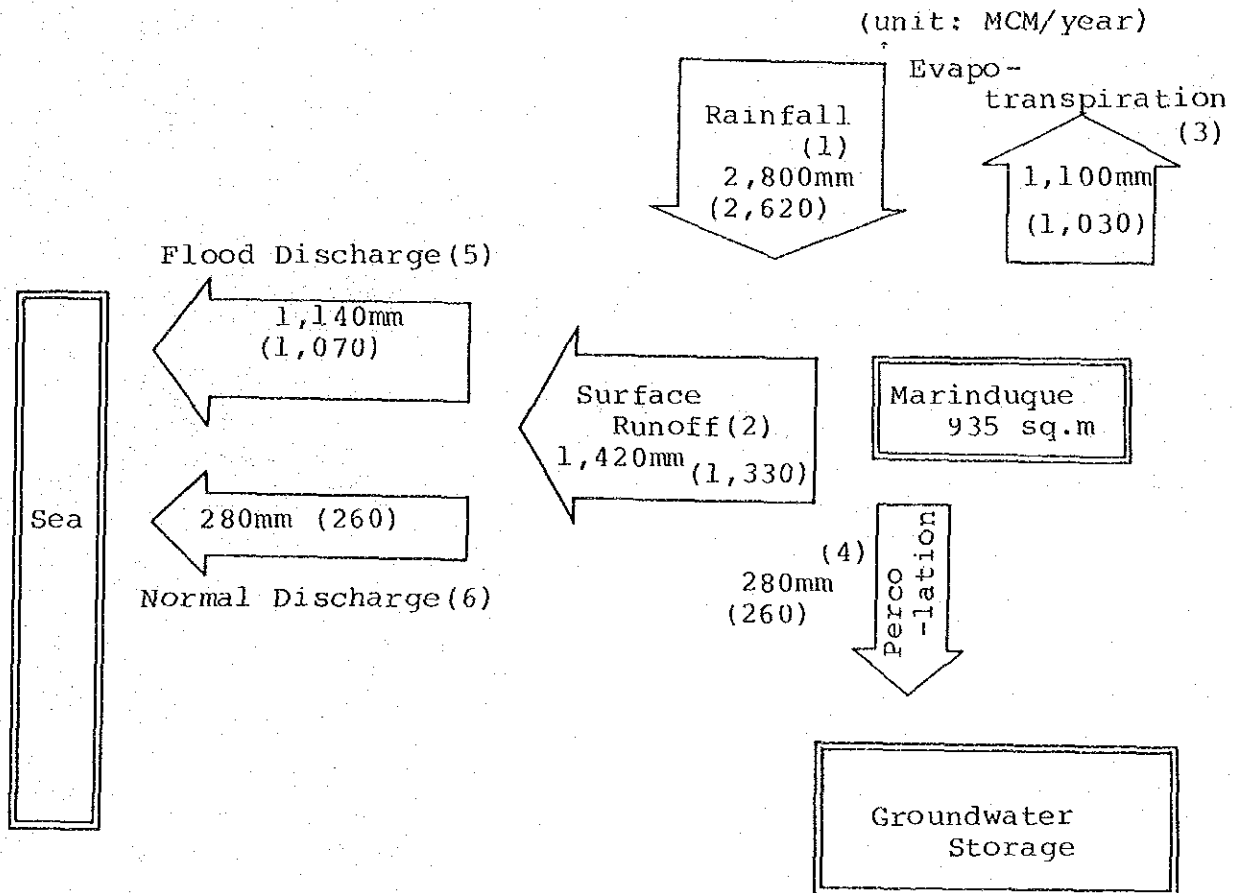 (unit: MCM/year)
Evapo-
transpiration
(3)
Rainfall
(1)
2,800mm
(2,620)
1,100mm
(1,030)
Flood Discharge(5)
1,140mm
(1,070)
Surface
Runoff(2)
1,420mm
(1,330)
Marinduque
935 sq.m
Sea
280mm (260)
Normal Discharge(6)
(4)
280mm
(260)
Perco
-lation
Groundwater
Storage